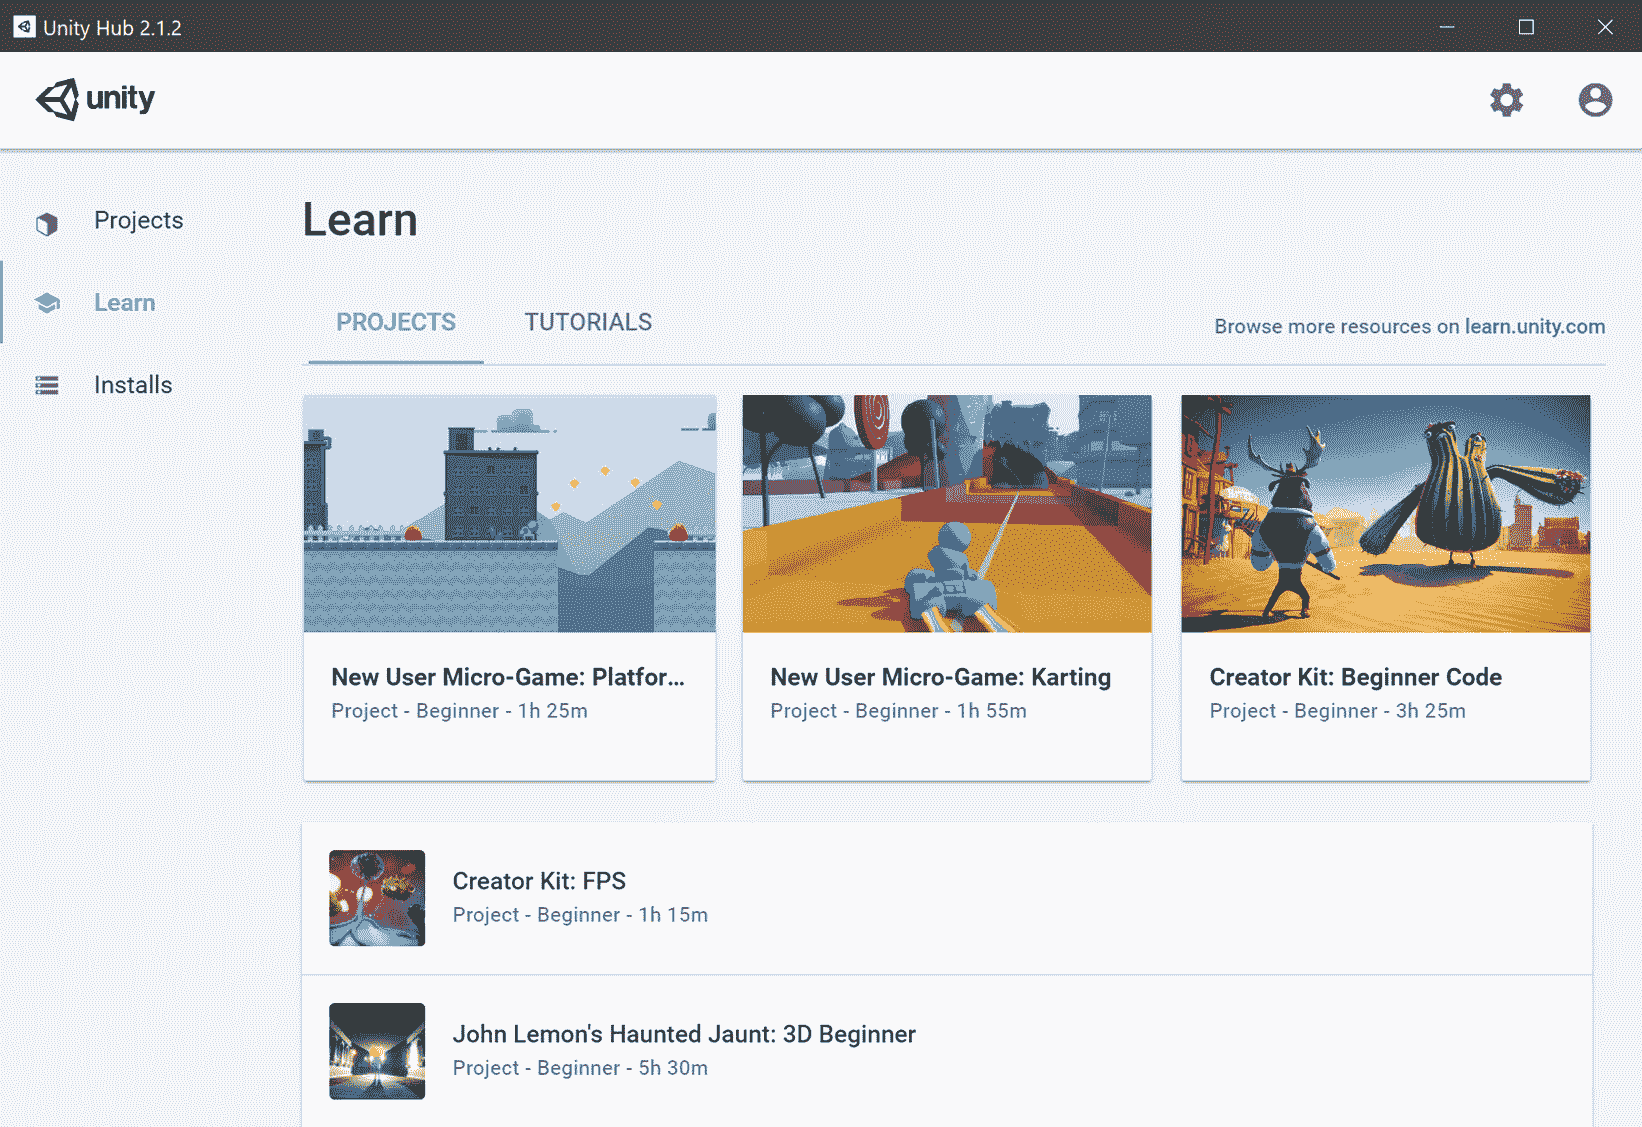 Unity Hub 2.1.2
unity
Projects
Learn
Installs
Learn
PROJECTS
TUTORIALS
Browse more resources on learn.unity.com
New User Micro-Game: Platfor...
Project - Beginner - 1h 25m
New User Micro-Game: Karting
Project - Beginner - 1h 55m
Creator Kit: Beginner Code
Project - Beginner - 3h 25m
Creator Kit: FPS
Project - Beginner - 1h 15m
John Lemon's Haunted Jaunt: 3D Beginner
Project - Beginner - 5h 30m